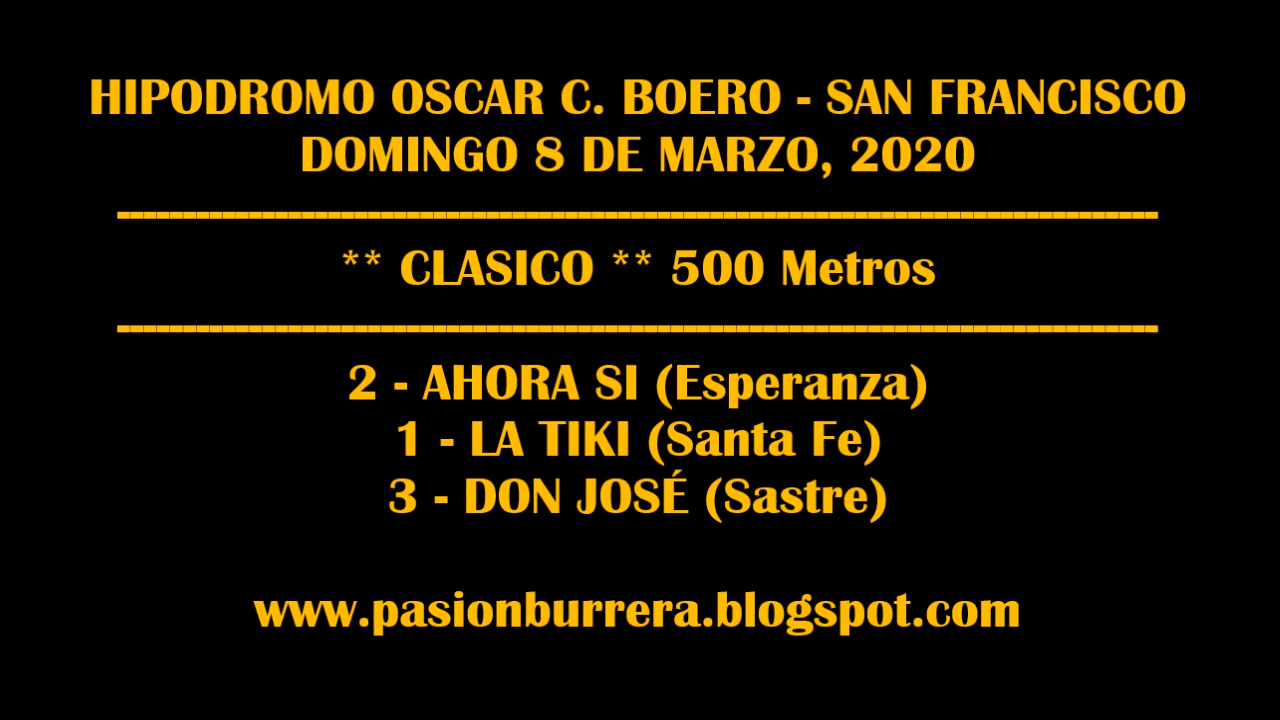 HIPODROMO OSCAR C. BOERO - SAN FRANCISCO
DOMINGO 8 DE MARZO, 2020
--------------------------------------------------------------------------------
** CLASICO ** 500 Metros
--------------------------------------------------------------------------------
2 - AHORA SI (Esperanza)
1 - LA TIKI (Santa Fe)
3 - DON JOSÉ (Sastre)
www.pasionburrera.blogspot.com